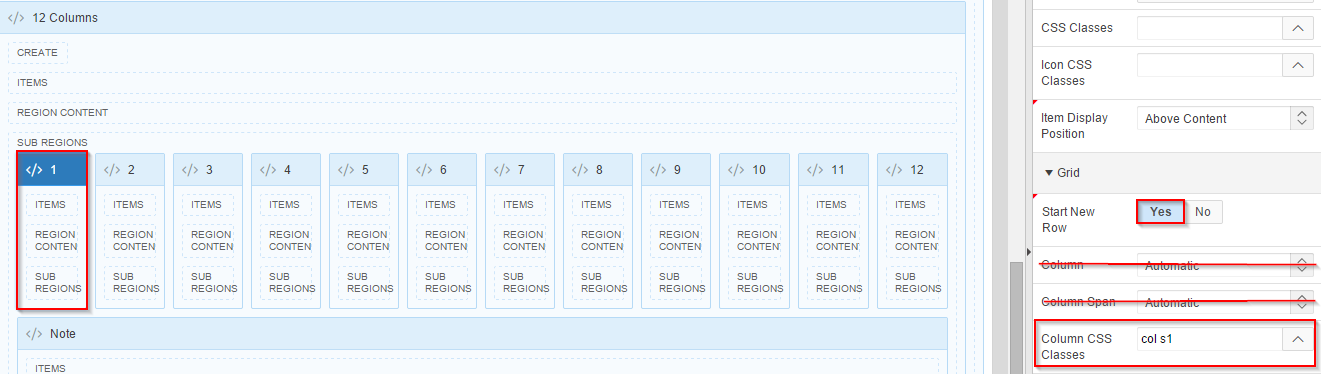 </> 12 Columns
CREATE
ITEMS
REGION CONTENT
SUB REGIONS
</> 1 </> 2 </> 3 </> 4 </> 5 </> 6 </> 7 </> 8 </> 9 </> 10 </> 11 </> 12
ITEMS ITEMS ITEMS ITEMS ITEMS ITEMS ITEMS ITEMS ITEMS ITEMS ITEMS ITEMS
REGION REGION REGION REGION REGION REGION REGION REGION REGION REGION REGION REGION
CONTEN CONTEN CONTEN CONTEN CONTEN CONTEN CONTEN CONTEN CONTEN CONTEN CONTEN CONTEN
SUB SUB SUB SUB SUB SUB SUB SUB SUB SUB SUB SUB
REGIONS REGIONS REGIONS REGIONS REGIONS REGIONS REGIONS REGIONS REGIONS REGIONS REGIONS REGIONS
</> Note
ITEMS
CSS Classes
Icon CSS
Classes
Item Display
Position
Above Content
Grid
Start New
Row
Yes No
Column Automatic
Column Span Automatic
Column CSS
Classes
col s1